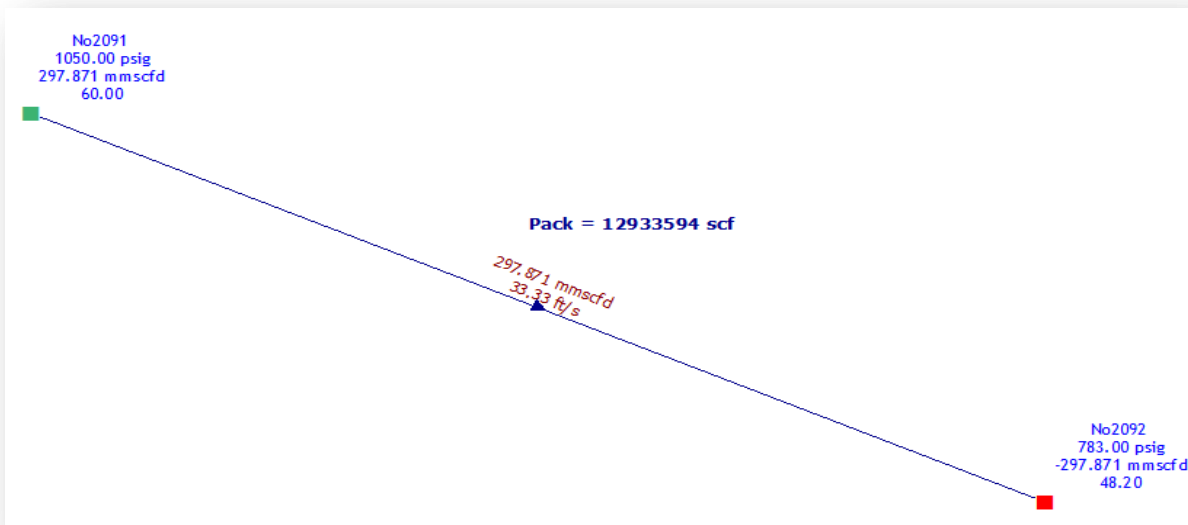 No2091
1050.00 psig
297.871 mmscfd
60.00
Pack = 12933594 scf
297.871 mmscfd
33.33 ft/s
No2092
783.00 psig
-297.871 mmscfd
48.20